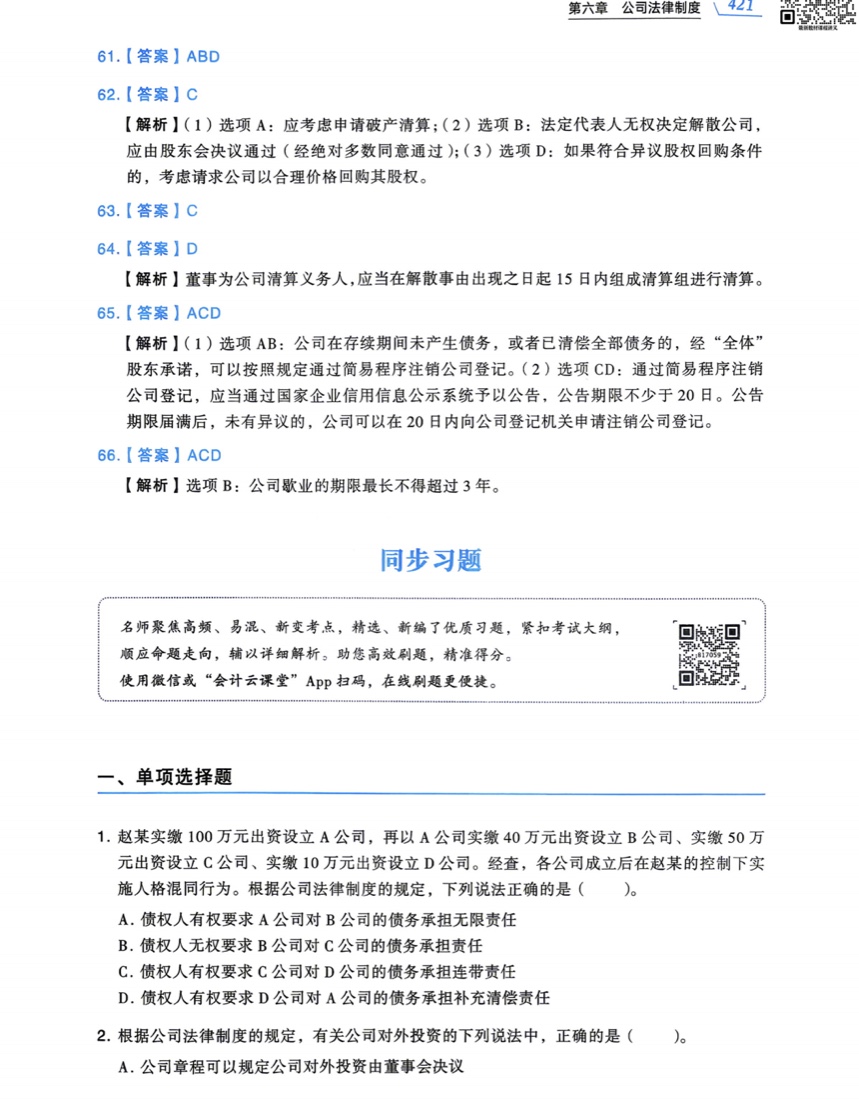 第六章 公司法律制度 421
61.【答案】ABD
62.【答案】C
【解析】(1)选项 A：应考虑申请破产清算；(2)选项 B：法定代表人无权决定解散公司，
应由股东会决议通过（经绝对多数同意通过）；(3)选项 D：如果符合异议股权回购条件
的，考虑请求公司以合理价格回购其股权。
63.【答案】C
64.【答案】D
【解析】董事为公司清算义务人，应当在解散事由出现之日起 15 日内组成清算组进行清算。
65.【答案】ACD
【解析】(1)选项 AB：公司在存续期间未产生债务，或者已清偿全部债务的，经“全体”
股东承诺，可以按照规定通过简易程序注销公司登记。(2)选项 CD：通过简易程序注销
公司登记，应当通过国家企业信用信息公示系统予以公告，公告期限不少于 20 日。公告
期限届满后，未有异议的，公司可以在 20 日内向公司登记机关申请注销公司登记。
66.【答案】ACD
【解析】选项 B：公司歇业的期限最长不得超过 3 年。
同步习题
名师聚焦高频、易混、新变考点，精选、新编了优质习题，紧扣考试大纲，
顺应命题走向，辅以详细解析。助您高效刷题，精准得分。
使用微信或“会计云课堂”App 扫码，在线刷题更便捷。
817059
一、单项选择题
1. 赵某实缴 100 万元出资设立 A 公司，再以 A 公司实缴 40 万元出资设立 B 公司、实缴 50 万
元出资设立 C 公司、实缴 10 万元出资设立 D 公司。经查，各公司成立后在赵某的控制下实
施人格混同行为。根据公司法律制度的规定，下列说法正确的是（  ）。
A. 债权人有权要求 A 公司对 B 公司的债务承担无限责任
B. 债权人无权要求 B 公司对 C 公司的债务承担责任
C. 债权人有权要求 C 公司对 D 公司的债务承担连带责任
D. 债权人有权要求 D 公司对 A 公司的债务承担补充清偿责任
2. 根据公司法律制度的规定，有关公司对外投资的下列说法中，正确的是（  ）。
A. 公司章程可以规定公司对外投资由董事会决议